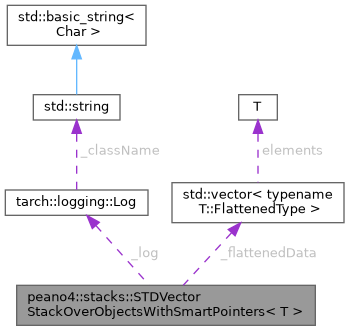 std::basic_string<
Char >
std::string
T
_className
elements
tarch::logging::Log
std::vector< typename
T::FlattenedType >
_log
_flattenedData
peano4::stacks::STDVector
StackOverObjectsWithSmartPointers< T >